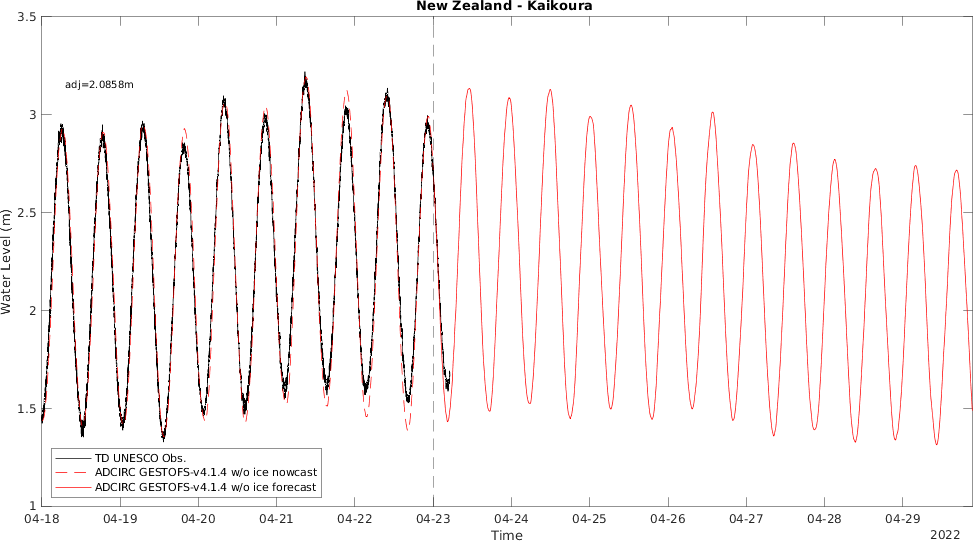 New Zealand - Kaikoura
3.5
adj=2.0858m
3
2.5
Water Level (m)
2
1.5
TD UNESCO Obs.
ADCIRC GESTOFS-v4.1.4 w/o ice nowcast
ADCIRC GESTOFS-v4.1.4 w/o ice forecast
1
04-18 04-19 04-20 04-21 04-22 04-23 04-24 04-25 04-26 04-27 04-28 04-29
Time
2022